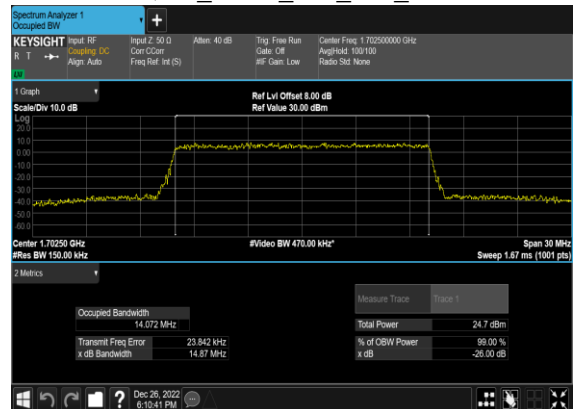 Spectrum Analyzer 1
Occupied BW
KEYSIGHT
R T
LXI
Input: RF
Coupling: DC
Align: Auto
Input Z: 50 Ω
Corr CCorr
Freq Ref: Int (S)
Atten: 40 dB
Trig: Free Run
Gate: Off
#IF Gain: Low
Center Freq: 1.702500000 GHz
Avg|Hold: 100/100
Radio Std: None
1 Graph
Scale/Div 10.0 dB
Ref Lvl Offset 8.00 dB
Ref Value 30.00 dBm
Log
20.0
10.0
0.00
-10.0
-20.0
-30.0
-40.0
-50.0
-60.0
Center 1.70250 GHz
#Res BW 150.00 kHz
#Video BW 470.00 kHz*
Span 30 MHz
Sweep 1.67 ms (1001 pts)
2 Metrics
Measure Trace Trace 1
Occupied Bandwidth
14.072 MHz
Total Power 24.7 dBm
Transmit Freq Error 23.842 kHz
% of OBW Power 99.00 %
x dB Bandwidth 14.87 MHz
x dB -26.00 dB
?
Dec 26, 2022
6:10:41 PM